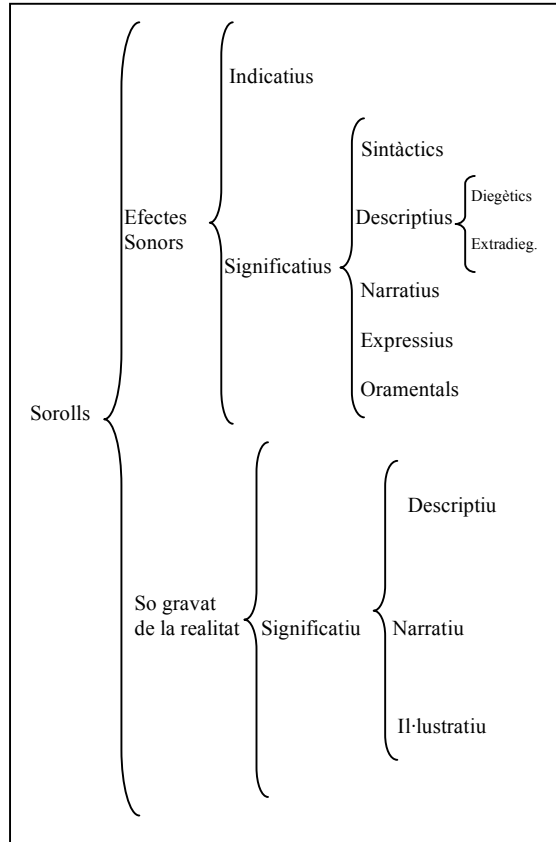 Indicatius
Sintàctics
Diegètics
Efectes
Sonors
Descriptius
Extradieg.
Significatius
Narratius
Expressius
Oramentals
Sorolls
Descriptiu
So gravat
de la realitat
Significatiu
Narratiu
Il·lustratiu